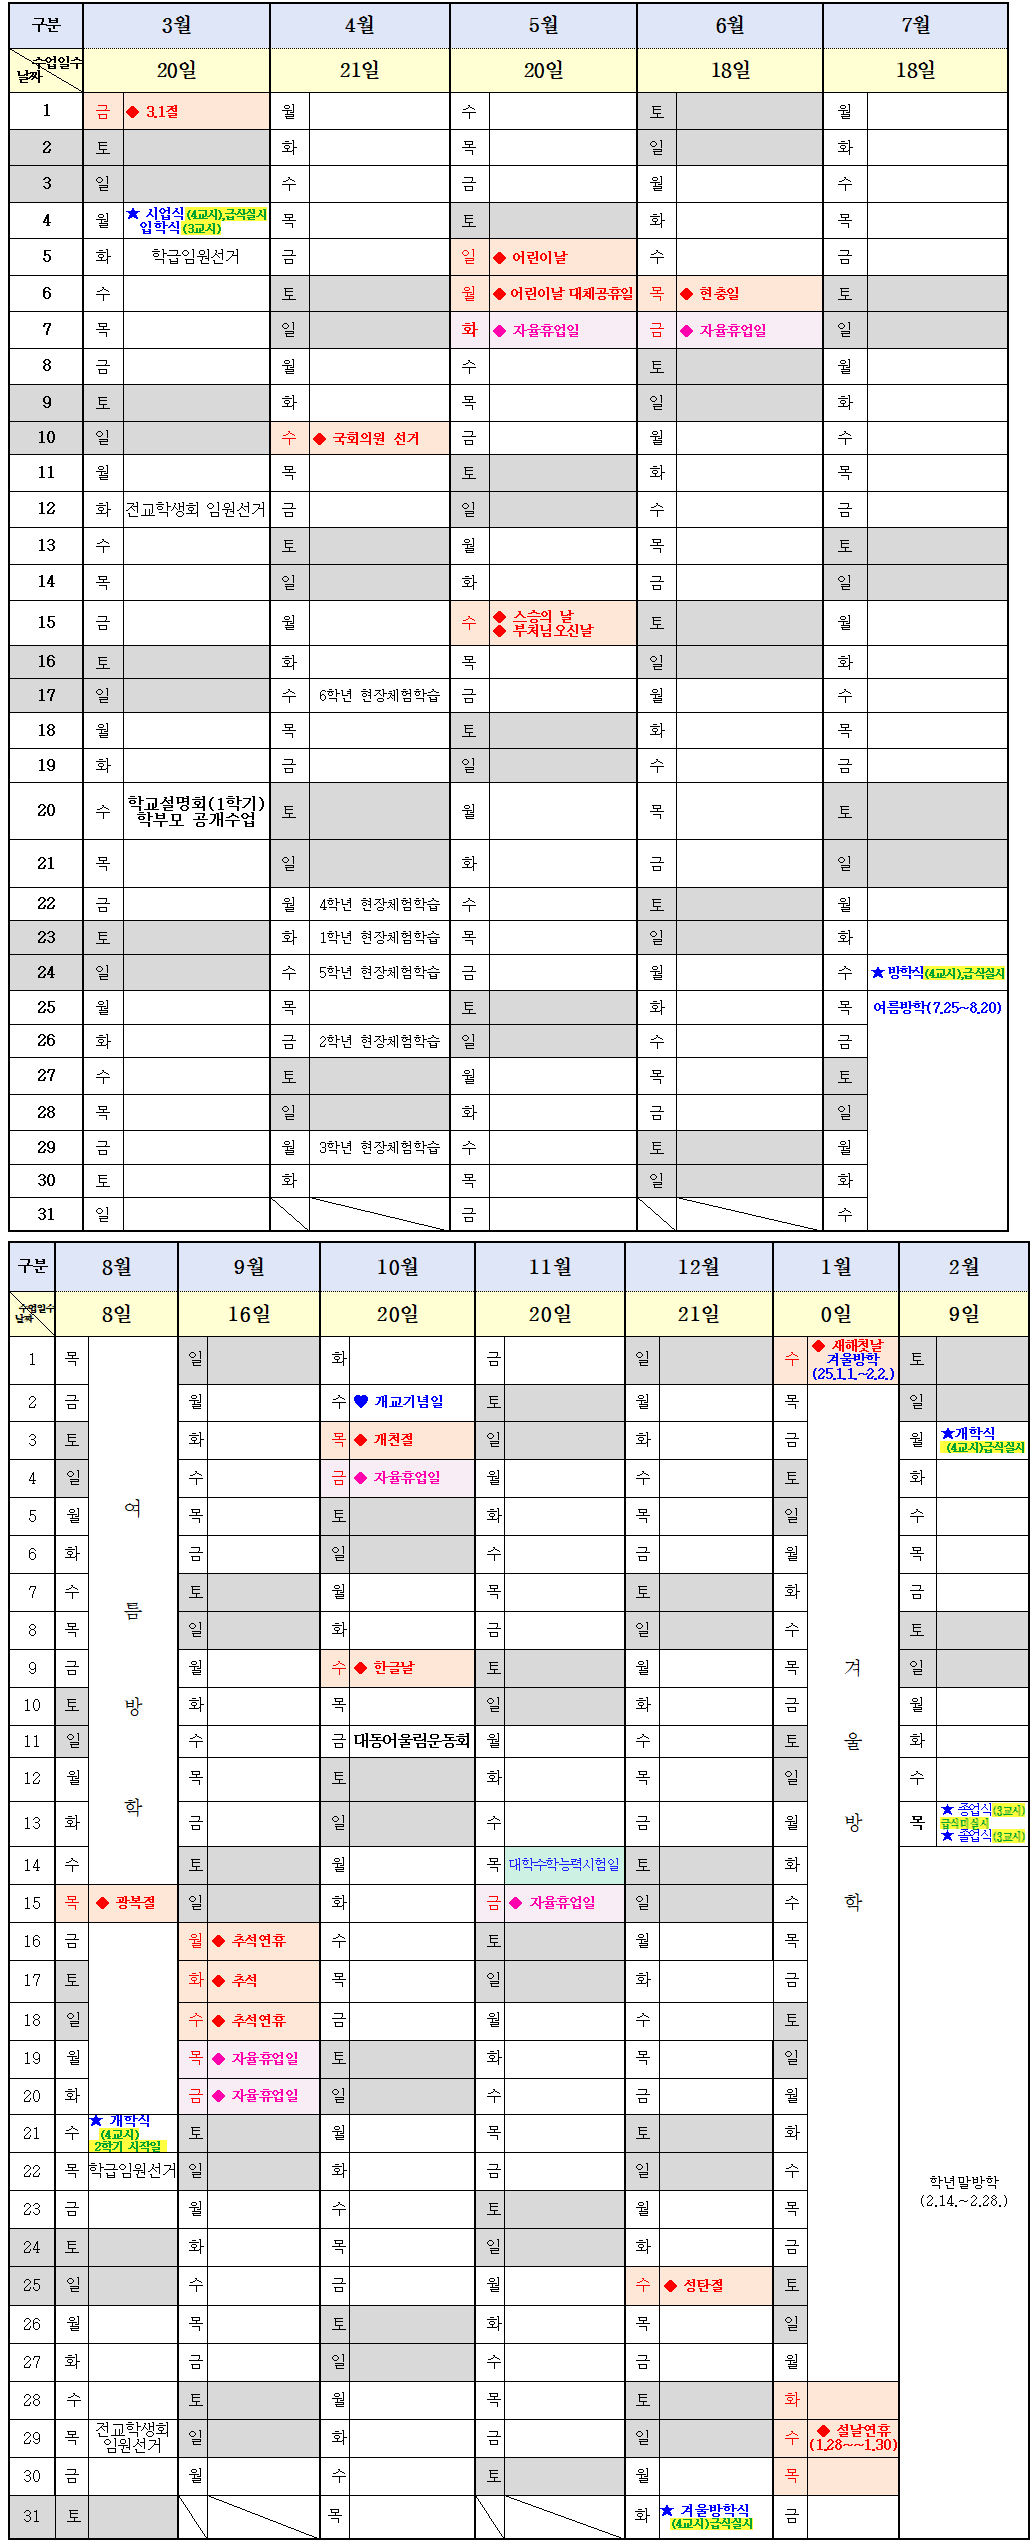 구분 3월 4월 5월 6월 7월
수업일수
날짜 20일 21일 20일 18일 18일
1 금 ◆ 3.1절 월 수 토 월
2 토 화 목 일 화
3 일 수 금 월 수
4 월 ★ 시업식(4교시),급식실시 목 토 화 목
입학식(3교시)
5 화 학급임원선거 금 일 ◆ 어린이날 수 금
6 수 토 월 ◆ 어린이날 대체공휴일 목 ◆ 현충일 토
7 목 일 화 ◆ 자율휴업일 금 ◆ 자율휴업일 일
8 금 월 수 토 월
9 토 화 목 일 화
10 일 수 ◆ 국회의원 선거 금 월 수
11 월 목 토 화 목
12 화 전교학생회 임원선거 금 일 수 금
13 수 토 월 목 토
14 목 일 화 금 일
15 금 월 수 ◆ 스승의 날 토 월
◆ 부처님오신날
16 토 화 목 일 화
17 일 수 6학년 현장체험학습 금 월 수
18 월 목 토 화 목
19 화 금 일 수 금
20 수 학교설명회(1학기) 토 월 목 토
학부모 공개수업
21 목 일 화 금 일
22 금 월 4학년 현장체험학습 수 토 월
23 토 화 1학년 현장체험학습 목 일 화
24 일 수 5학년 현장체험학습 금 월 수 ★ 방학식(4교시),급식실시
25 월 목 토 화 목 여름방학(7.25~8.20)
26 화 금 2학년 현장체험학습 일 수 금
27 수 토 월 목 토
28 목 일 화 금 일
29 금 월 3학년 현장체험학습 수 토 월
30 토 화 목 일 화
31 일 금 수
구분 8월 9월 10월 11월 12월 1월 2월
수업일수
날짜 8일 16일 20일 20일 21일 0일 9일
1 목 일 화 금 일 수 ◆ 새해첫날 토
겨울방학
(25.1.1.~2.2.)
2 금 월 수 ♥ 개교기념일 토 월 목 일
3 토 화 목 ◆ 개천절 일 화 금 월 ★개학식
(4교시)급식실시
4 일 수 금 ◆ 자율휴업일 월 수 토 화
5 월 목 토 화 목 일 수
여
6 화 금 일 수 금 월 목
7 수 토 월 목 토 화 금
름
8 목 일 화 금 일 수 토
9 금 월 수 ◆ 한글날 토 월 목 겨 일
10 토 화 목 일 화 금 월
방
11 일 수 금 대동어울림운동회 월 수 토 울 화
12 월 목 토 화 목 일 수
학
13 화 금 일 수 금 월 방 목 ★ 종업식(3교시)
급식미실시
★ 졸업식(3교시)
14 수 토 월 목 대학수학능력시험일 토 화
15 목 ◆ 광복절 일 화 금 ◆ 자율휴업일 일 수 학
16 금 월 ◆ 추석연휴 수 토 월 목
17 토 화 ◆ 추석 목 일 화 금
18 일 수 ◆ 추석연휴 금 월 수 토
19 월 목 ◆ 자율휴업일 토 화 목 일
20 화 금 ◆ 자율휴업일 일 수 금 월
21 수 ★ 개학식 토 월 목 토 화
(4교시)
2학기 시작일
22 목 학급임원선거 일 화 금 일 수 학년말방학
(2.14.~2.28.)
23 금 월 수 토 월 목
24 토 화 목 일 화 금
25 일 수 금 월 수 ◆ 성탄절 토
26 월 목 토 화 목 일
27 화 금 일 수 금 월
28 수 토 월 목 토 화
29 목 전교학생회 일 화 금 일 수 ◆ 설날연휴
임원선거 (1.28~~1.30)
30 금 월 수 토 월 목
31 토 목 화 ★ 겨울방학식 금
(4교시)급식실시